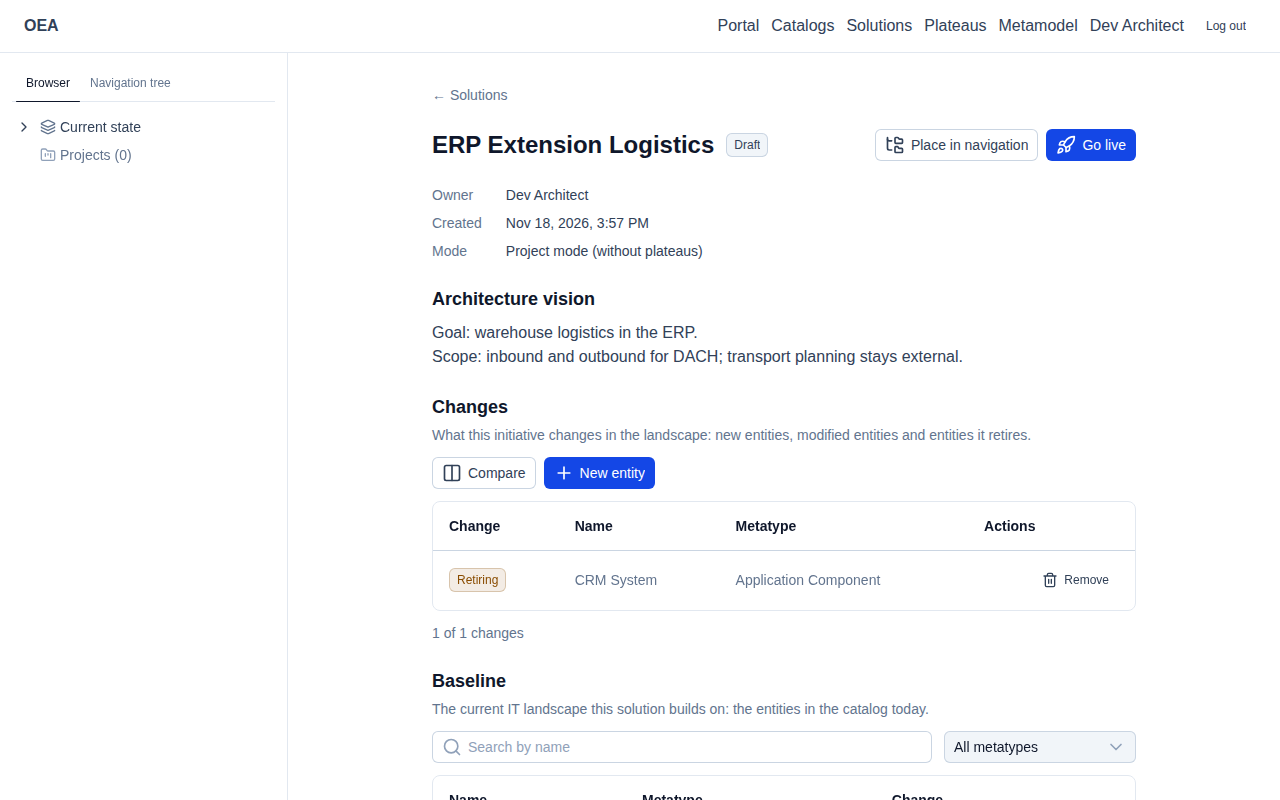 OEA
Portal Catalogs Solutions Plateaus Metamodel Dev Architect Log out
Browser Navigation tree
Current state
Projects (0)
← Solutions
ERP Extension Logistics Draft
Place in navigation
Go live
Owner Dev Architect
Created Nov 18, 2026, 3:57 PM
Mode Project mode (without plateaus)
Architecture vision
Goal: warehouse logistics in the ERP.
Scope: inbound and outbound for DACH; transport planning stays external.
Changes
What this initiative changes in the landscape: new entities, modified entities and entities it retires.
Compare New entity
Change Name Metatype Actions
Retiring CRM System Application Component Remove
1 of 1 changes
Baseline
The current IT landscape this solution builds on: the entities in the catalog today.
Search by name All metatypes
Name Metatype Change